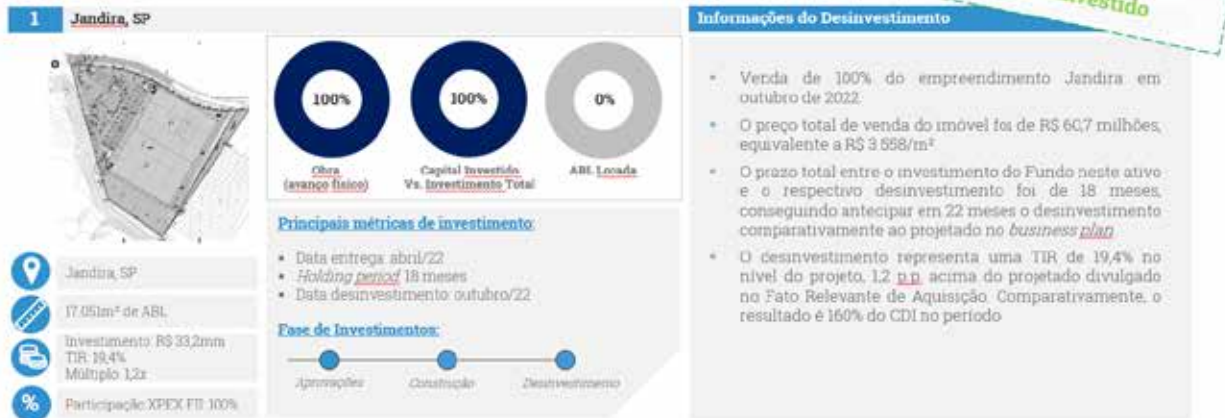 1 Jandira, SP
100%
100%
0%
Obra
(avanço físico)
Capital Investido
Vs. Investimento Total
ABL Locada
Jandira, SP
17.051m² de ABL
Investimento: R$ 33,2mm
TIR: 19,4%
Múltiplo: 1,2x
% Participação XPEX FII: 100%
Principais métricas de investimento:
• Data entrega: abril/22
• Holding period: 18 meses
• Data desinvestimento: outubro/22
Fase de Investimentos:
Aprovações
Construção
Desinvestimento
Informações do Desinvestimento
• Venda de 100% do empreendimento Jandira em
outubro de 2022
• O preço total de venda do imóvel foi de R$ 60,7 milhões,
equivalente a R$ 3.558/m²
• O prazo total entre o investimento do Fundo neste ativo
e o respectivo desinvestimento foi de 18 meses,
conseguindo antecipar em 22 meses o desinvestimento
comparativamente ao projetado no business plan
• O desinvestimento representa uma TIR de 19,4% no
nível do projeto, 1,2 p.p. acima do projetado divulgado
no Fato Relevante de Aquisição. Comparativamente, o
resultado é 160% do CDI no período